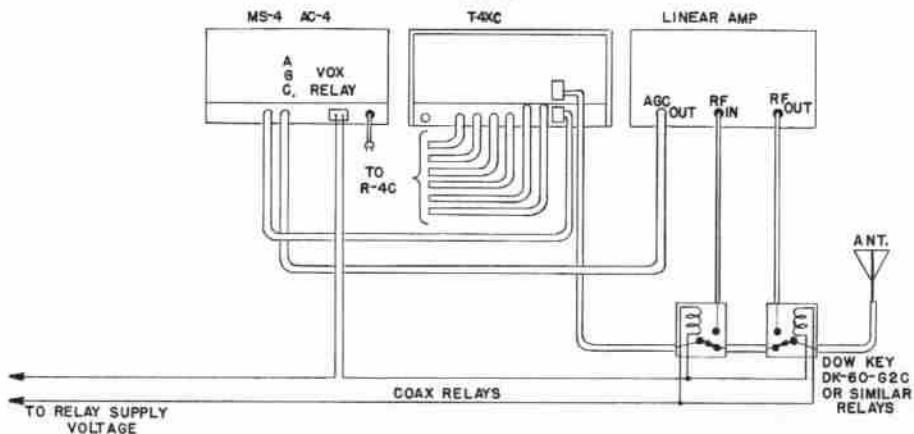 MS-4 AC-4
T4XC
LINEAR AMP
A
G
C.
VOX
RELAY
AGC OUT
RF IN
RF OUT
TO
R-4C
ANT.
DOW KEY
DK-60-G2C
OR SIMILAR
RELAYS
COAX RELAYS
TO RELAY SUPPLY
VOLTAGE